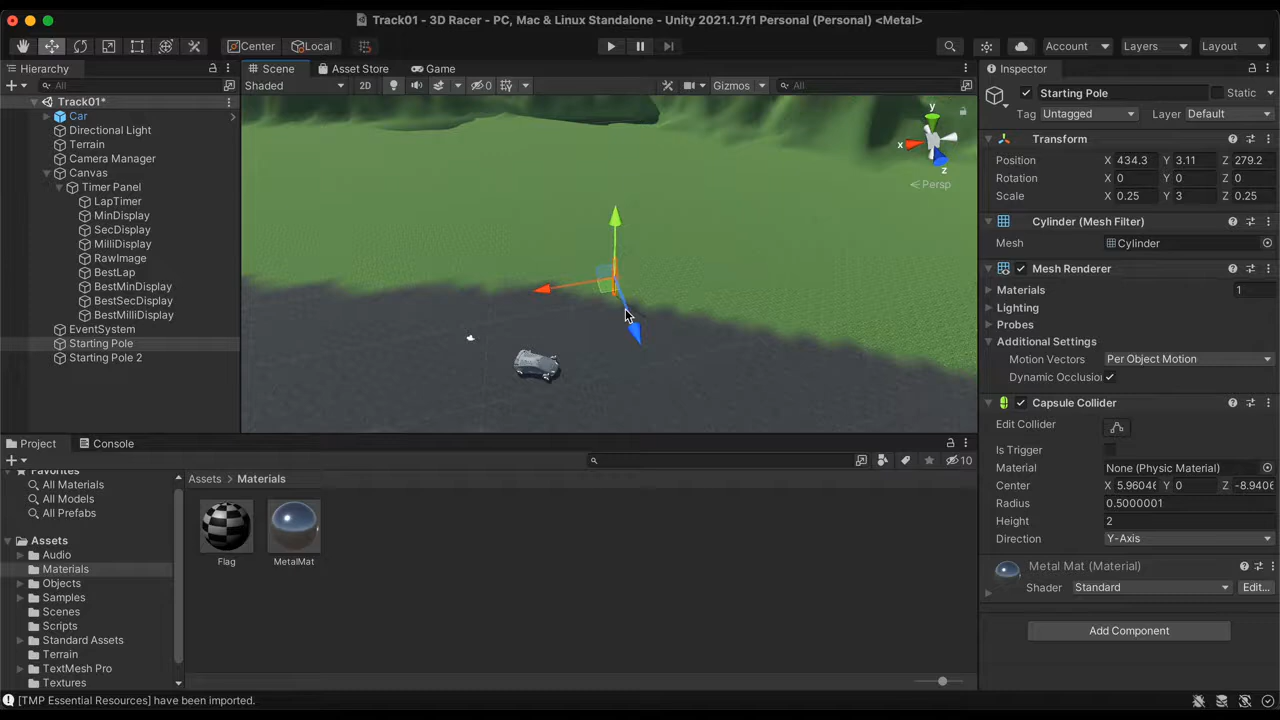 Track01 - 3D Racer - PC, Mac & Linux Standalone - Unity 2021.1.7f1 Personal (Personal) <Metal>
Center Local Account Layers Layout
Hierarchy
All
Track01*
Car
Directional Light
Terrain
Camera Manager
Canvas
Timer Panel
LapTimer
MinDisplay
SecDisplay
MilliDisplay
RawImage
BestLap
BestMinDisplay
BestSecDisplay
BestMilliDisplay
EventSystem
Starting Pole
Starting Pole 2
Scene Asset Store Game
Shaded 2D 0 Gizmos All
y
x
z
Persp
Inspector
Starting Pole Static
Tag Untagged Layer Default
Transform
Position X 434.3 Y 3.11 Z 279.2
Rotation X 0 Y 0 Z 0
Scale X 0.25 Y 3 Z 0.25
Cylinder (Mesh Filter)
Mesh Cylinder
Mesh Renderer
Materials 1
Lighting
Probes
Additional Settings
Motion Vectors Per Object Motion
Dynamic Occlusion
Capsule Collider
Edit Collider
Is Trigger
Material None (Physic Material)
Center X 5.96046 Y 0 Z -8.9406
Radius 0.5000001
Height 2
Direction Y-Axis
Metal Mat (Material)
Shader Standard Edit...
Add Component
Project Console
10
Favorites
All Materials
All Models
All Prefabs
Assets
Audio
Materials
Objects
Samples
Scenes
Scripts
Standard Assets
Terrain
TextMesh Pro
Textures
Assets > Materials
Flag
MetalMat
[TMP Essential Resources] have been imported.